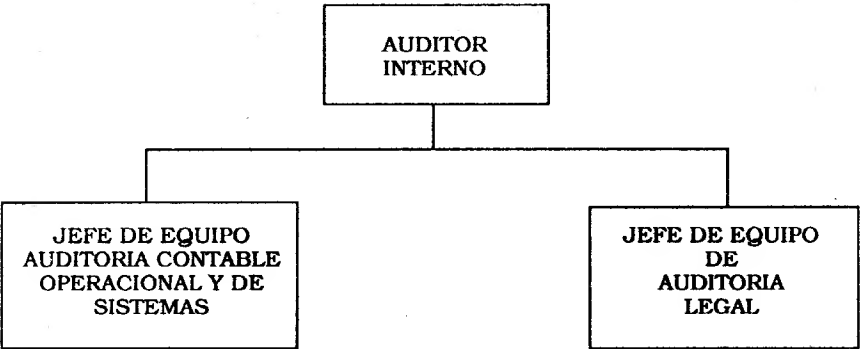 AUDITOR
INTERNO
JEFE DE EQUIPO
AUDITORIA CONTABLE
OPERACIONAL Y DE
SISTEMAS
JEFE DE EQUIPO
DE
AUDITORIA
LEGAL